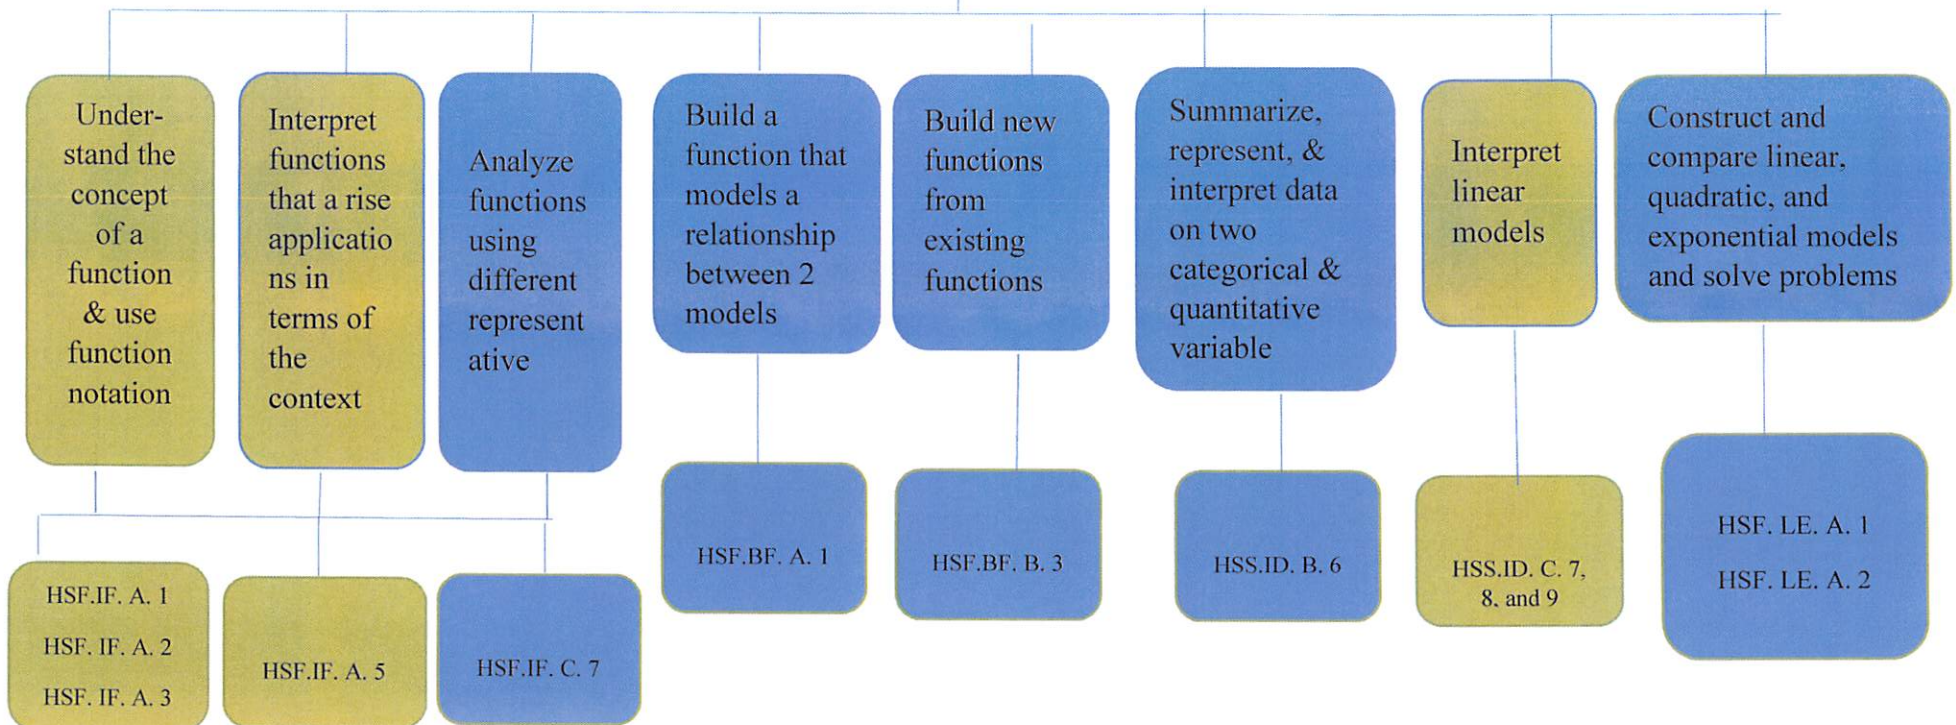 Under-
stand the
concept
of a
function
& use
function
notation
Interpret
functions
that a rise
applicatio
ns in
terms of
the
context
Analyze
functions
using
different
represent
ative
Build a
function that
models a
relationship
between 2
models
Build new
functions
from
existing
functions
Summarize,
represent, &
interpret data
on two
categorical &
quantitative
variable
Interpret
linear
models
Construct and
compare linear,
quadratic, and
exponential models
and solve problems
HSF.IF. A. 1
HSF. IF. A. 2
HSF. IF. A. 3
HSF.IF. A. 5
HSF.IF. C. 7
HSF.BF. A. 1
HSF.BF. B. 3
HSS.ID. B. 6
HSS.ID. C. 7,
8, and 9
HSF. LE. A. 1
HSF. LE. A. 2